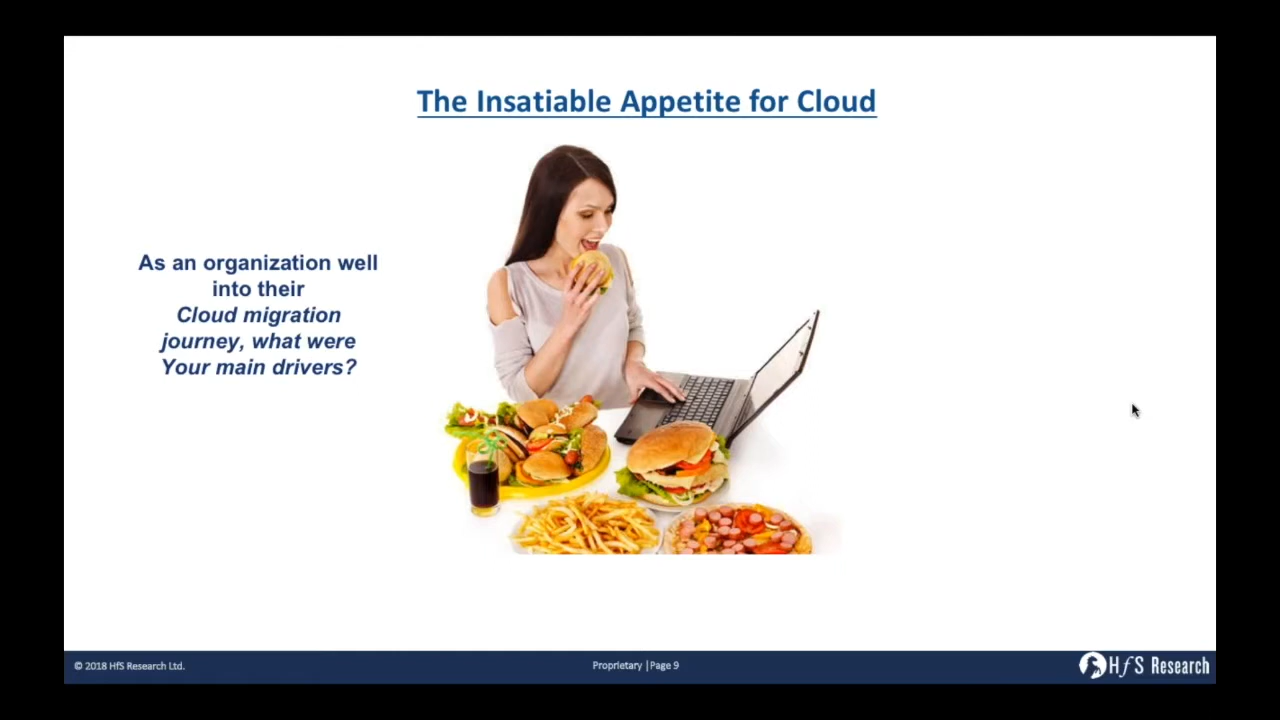 The Insatiable Appetite for Cloud
As an organization well
into their
Cloud migration
journey, what were
Your main drivers?
© 2018 HfS Research Ltd.
Proprietary |Page 9
HfS Research